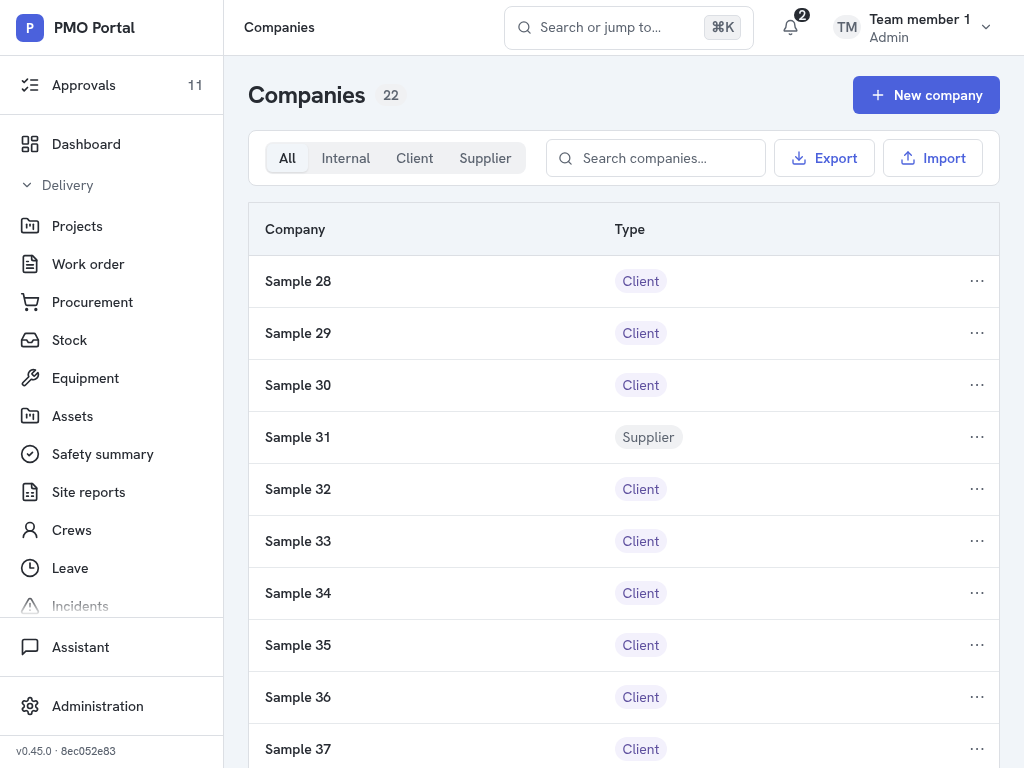 P PMO Portal
Companies
Search or jump to...
⌘K
2
TM
Team member 1
Admin
Approvals 11
Dashboard
Delivery
Projects
Work order
Procurement
Stock
Equipment
Assets
Safety summary
Site reports
Crews
Leave
Incidents
Assistant
Administration
v0.45.0 · 8ec052e83
Companies 22
New company
All Internal Client Supplier
Search companies...
Export
Import
Company Type
Sample 28 Client ...
Sample 29 Client ...
Sample 30 Client ...
Sample 31 Supplier ...
Sample 32 Client ...
Sample 33 Client ...
Sample 34 Client ...
Sample 35 Client ...
Sample 36 Client ...
Sample 37 Client ...